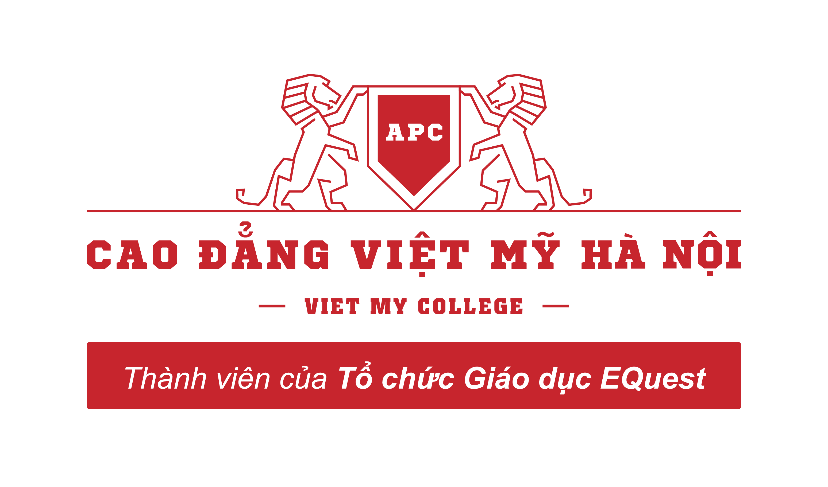 APC
CAO ĐẲNG VIỆT MỸ HÀ NỘI
VIET MY COLLEGE
Thành viên của Tổ chức Giáo dục EQuest